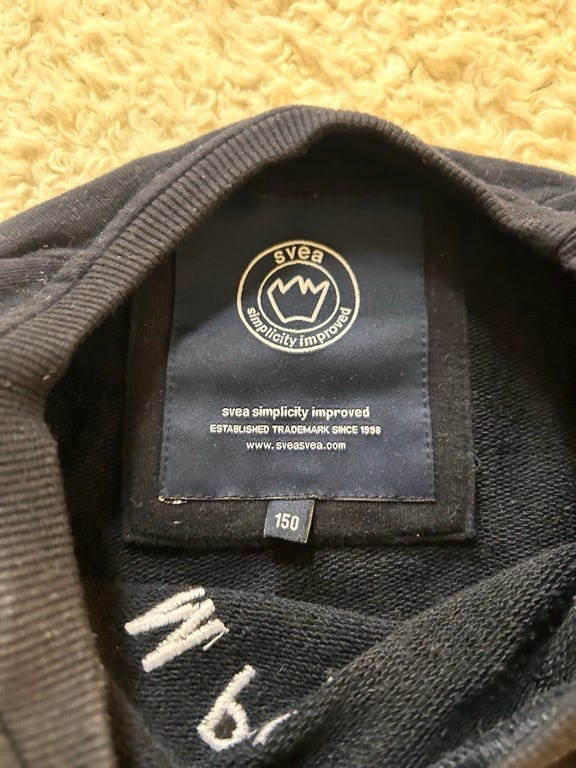 svea
simplicity improved
svea simplicity improved
ESTABLISHED TRADEMARK SINCE 1998
www.sveasvea.com
150